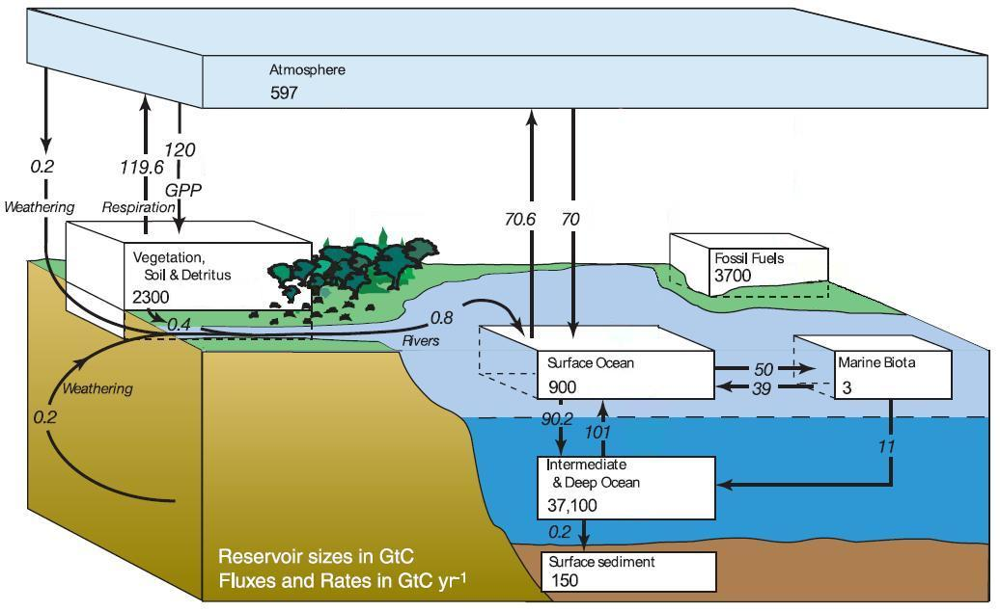 Atmosphere
597
0.2
Weathering
119.6
Respiration
120
GPP
70.6
70
Vegetation,
Soil & Detritus
2300
0.4
0.8
Rivers
Fossil Fuels
3700
Surface Ocean
900
50
39
Marine Biota
3
Weathering
0.2
90.2
101
11
Intermediate
& Deep Ocean
37,100
0.2
Surface sediment
150
Reservoir sizes in GtC
Fluxes and Rates in GtC yr-1